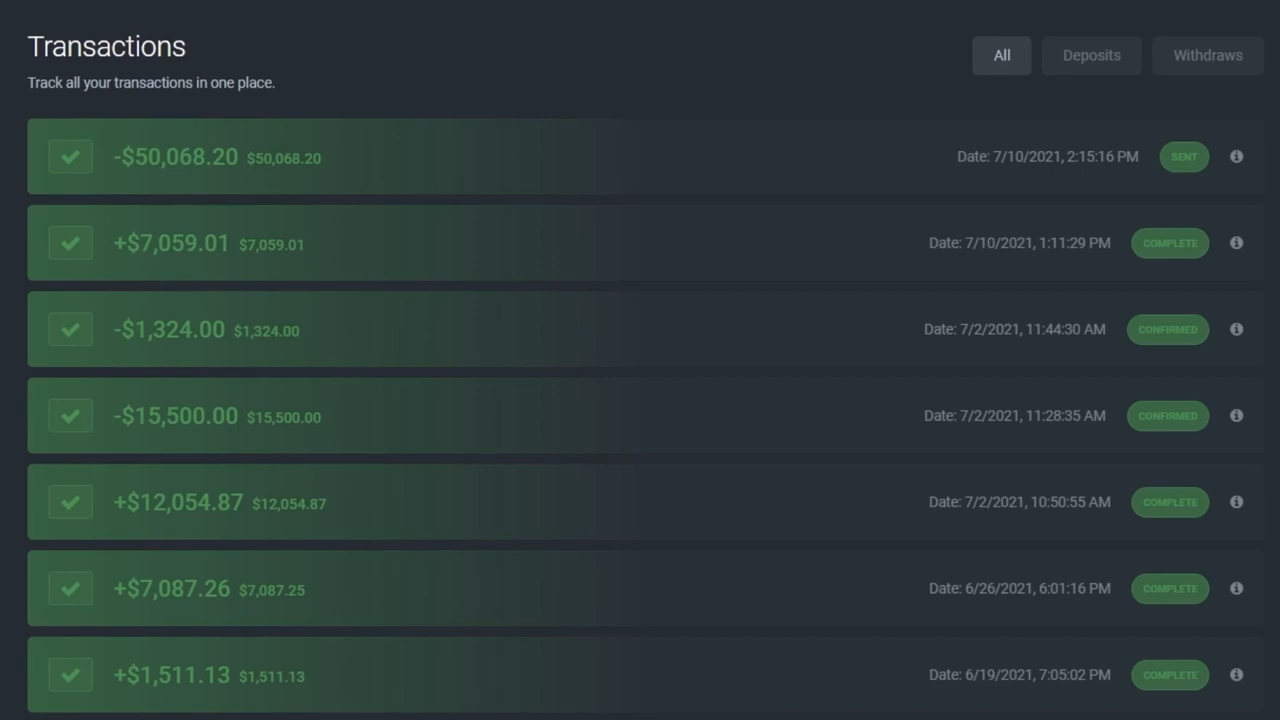 Transactions
All Deposits Withdraws
Track all your transactions in one place.
-$50,068.20 $50,068.20 Date: 7/10/2021, 2:15:16 PM SENT
+$7,059.01 $7,059.01 Date: 7/10/2021, 1:11:29 PM COMPLETE
-$1,324.00 $1,324.00 Date: 7/2/2021, 11:44:30 AM CONFIRMED
-$15,500.00 $15,500.00 Date: 7/2/2021, 11:28:35 AM CONFIRMED
+$12,054.87 $12,054.87 Date: 7/2/2021, 10:50:55 AM COMPLETE
+$7,087.26 $7,087.25 Date: 6/26/2021, 6:01:16 PM COMPLETE
+$1,511.13 $1,511.13 Date: 6/19/2021, 7:05:02 PM COMPLETE